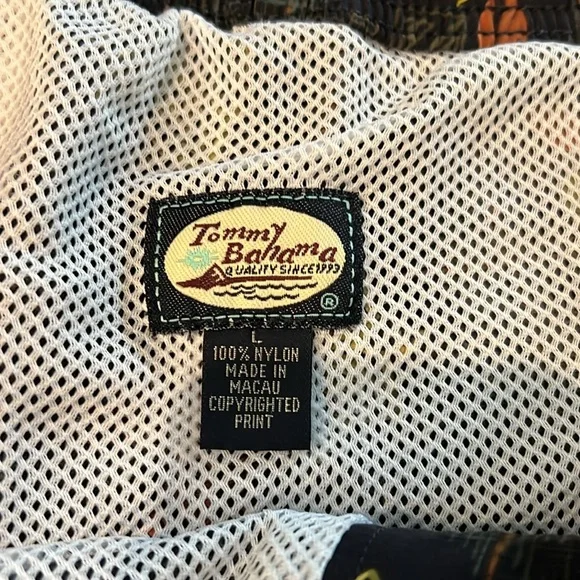 Tommy
Bahama
QUALITY SINCE 1993
®
L
100% NYLON
MADE IN
MACAU
COPYRIGHTED
PRINT